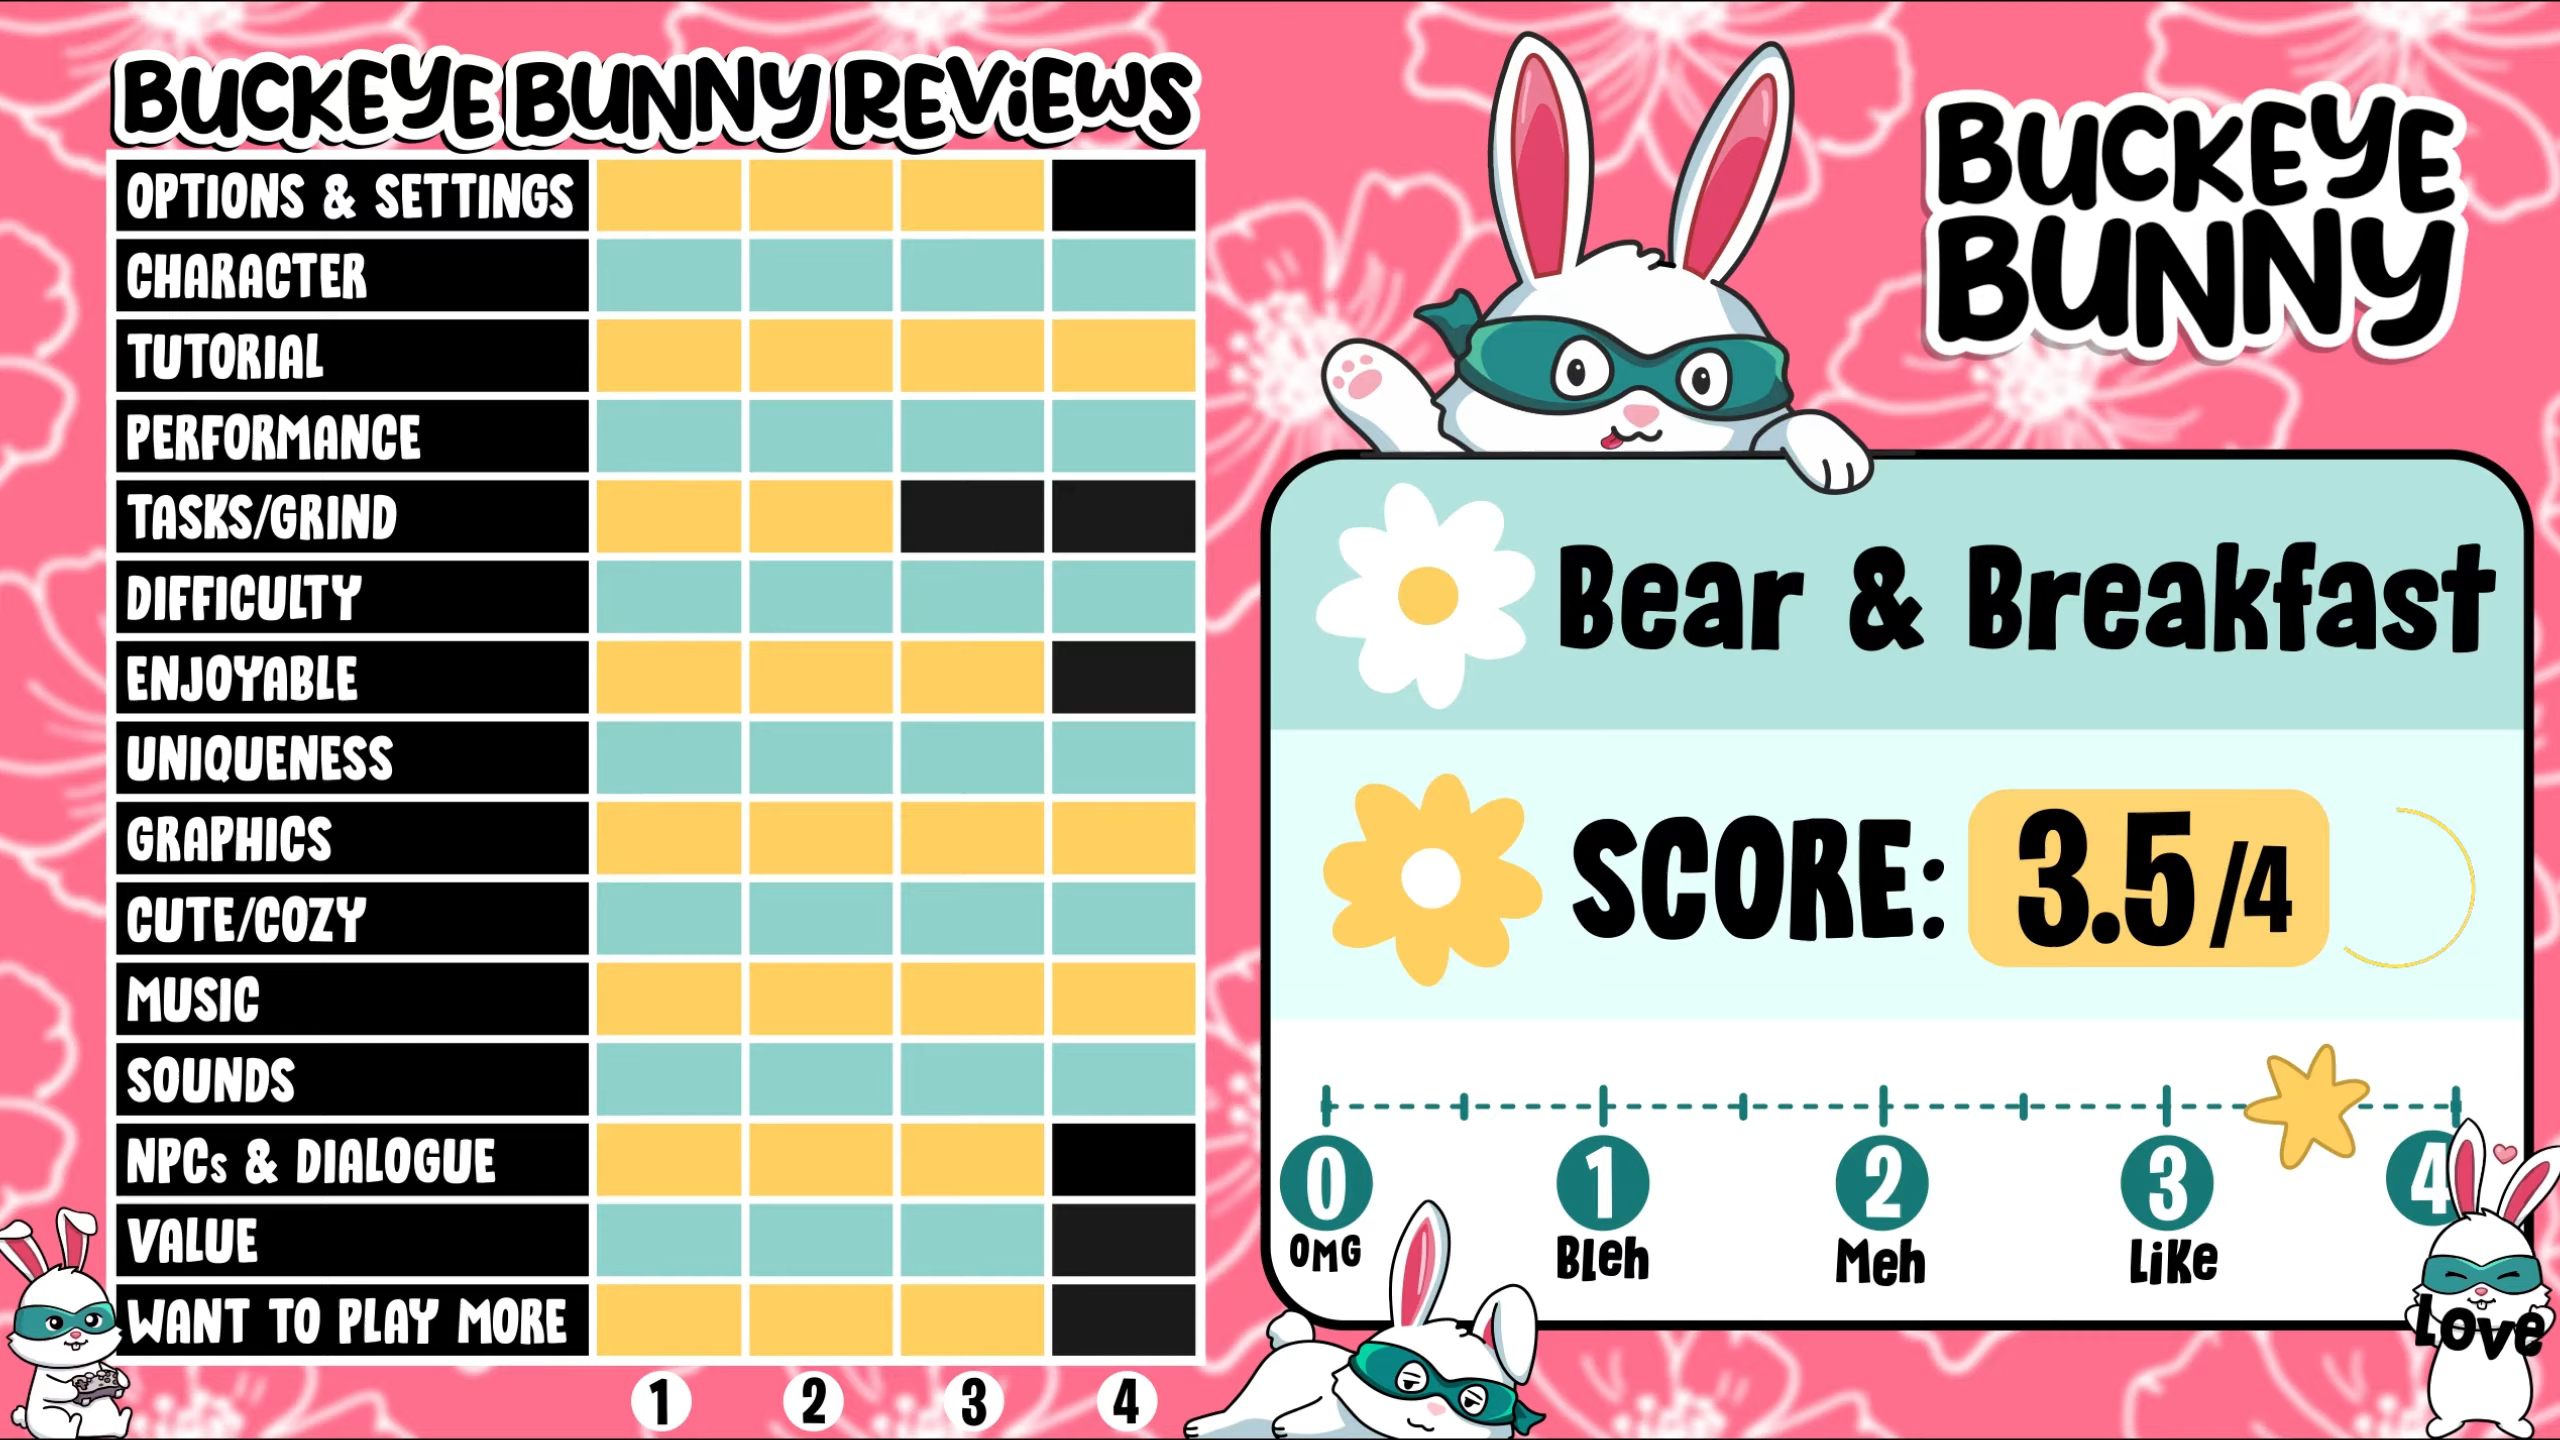 BUCKEYE BUNNY REVIEWS
OPTIONS & SETTINGS
CHARACTER
TUTORIAL
PERFORMANCE
TASKS/GRIND
DIFFICULTY
ENJOYABLE
UNIQUENESS
GRAPHICS
CUTE/COZY
MUSIC
SOUNDS
NPCs & DIALOGUE
VALUE
WANT TO PLAY MORE
1 2 3 4
BUCKEYE
BUNNY
Bear & Breakfast
SCORE: 3.5/4
0 1 2 3 4
OMG Bleh Meh Like Love